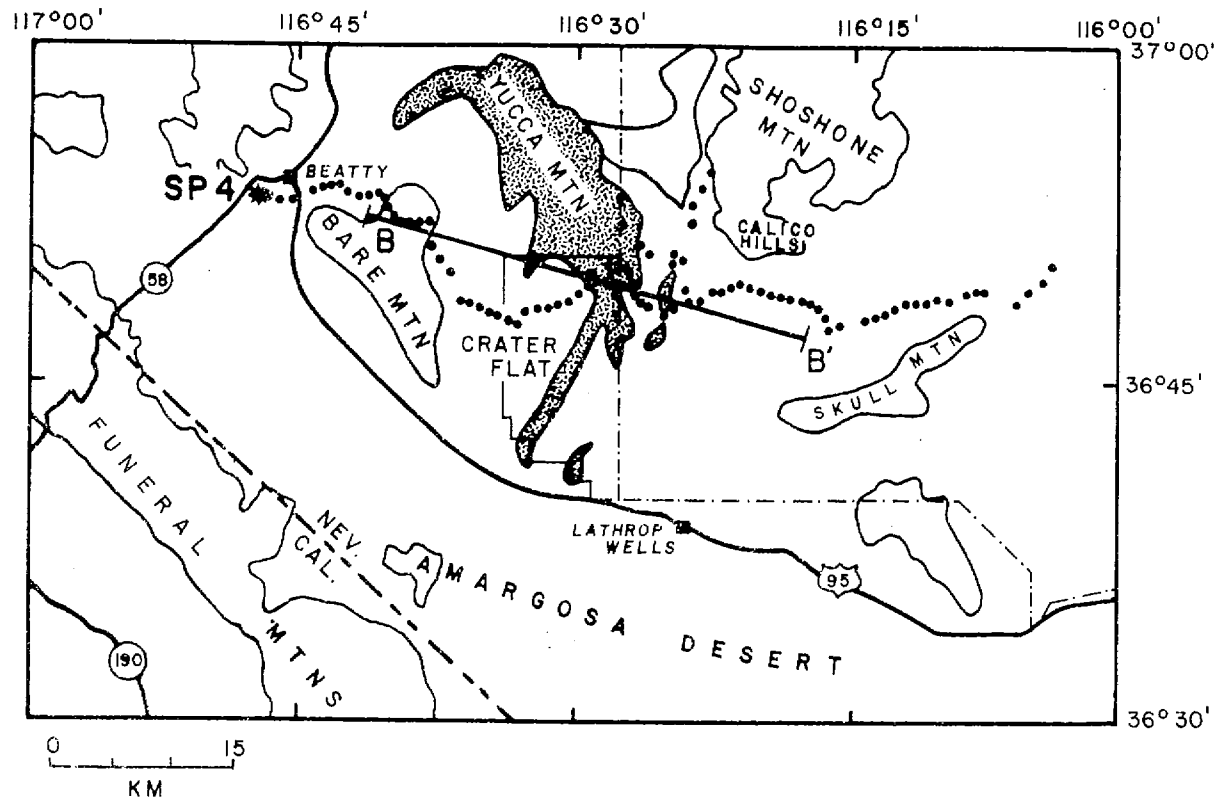 117°00'
116°45'
116°30'
116°15'
116°00'
37°00'
YUCCA MTN
SHOSHONE
MTN
BEATTY
SP4
CALICO
HILLS
B
BARE MTN
58
CRATER
FLAT
B'
36°45'
SKULL MTN
FUNERAL
MTNS
NEV.
CAL.
LATHROP
WELLS
95
AMARGOSA DESERT
190
36°30'
0
15
KM